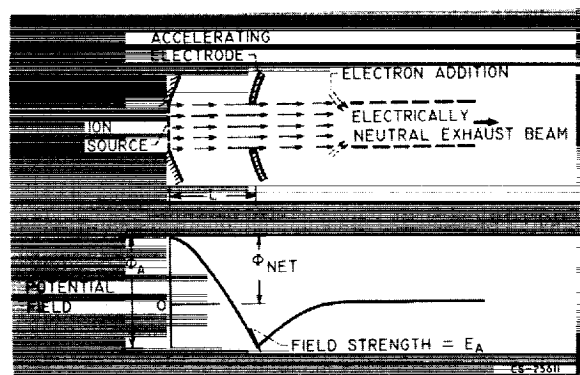 ACCELERATING
ELECTRODE
ELECTRON ADDITION
ION
SOURCE
ELECTRICALLY
NEUTRAL EXHAUST BEAM
L
Φ_A
Φ_NET
POTENTIAL
FIELD
0
FIELD STRENGTH = E_A
CS-25611